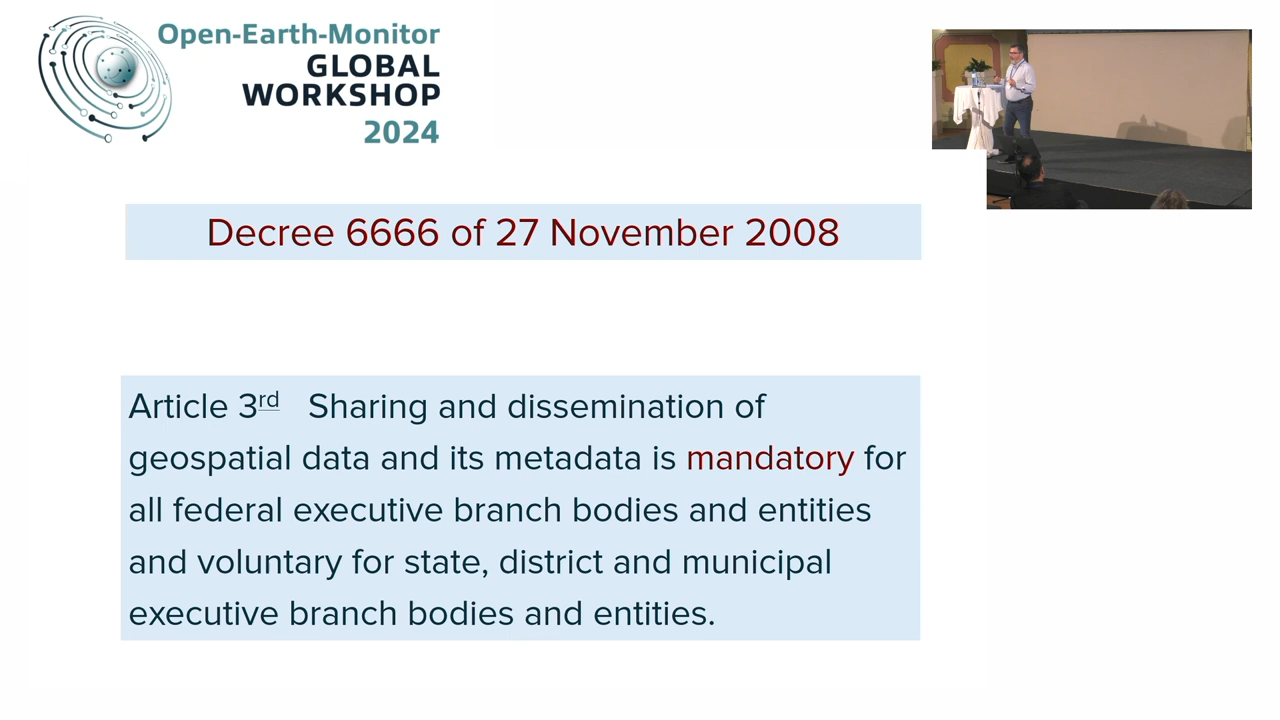 Open-Earth-Monitor
GLOBAL
WORKSHOP
2024
Decree 6666 of 27 November 2008
Article 3rd Sharing and dissemination of
geospatial data and its metadata is mandatory for
all federal executive branch bodies and entities
and voluntary for state, district and municipal
executive branch bodies and entities.